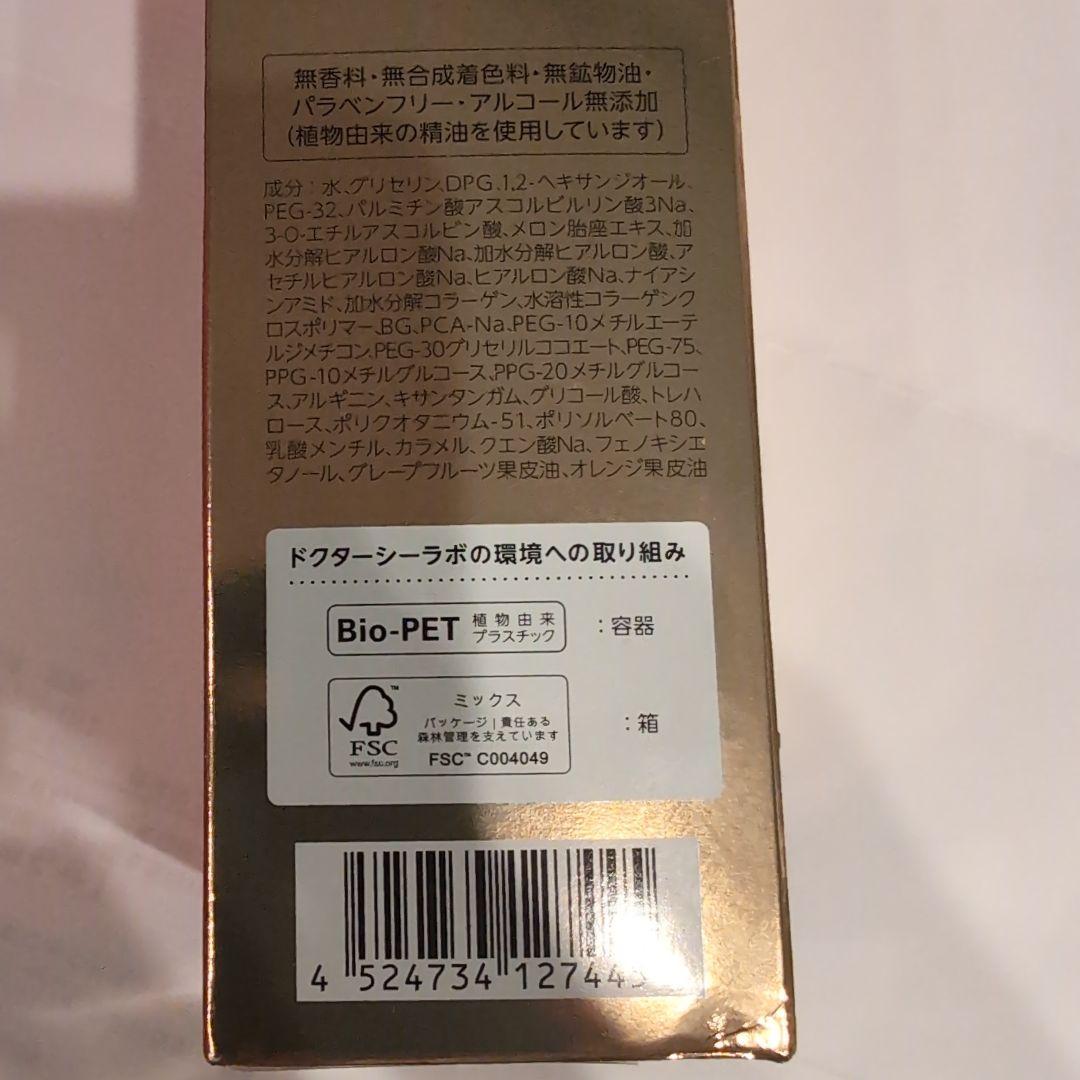 無香料・無合成着色料・無鉱物油・
パラベンフリー・アルコール無添加
(植物由来の精油を使用しています)
成分：水、グリセリン、DPG、1,2-ヘキサンジオール、
PEG-32、パルミチン酸アスコルビルリン酸3Na、
3-O-エチルアスコルビン酸、メロン胎座エキス、加
水分解ヒアルロン酸Na、加水分解ヒアルロン酸、ア
セチルヒアルロン酸Na、ヒアルロン酸Na、ナイアシ
ンアミド、加水分解コラーゲン、水溶性コラーゲンク
ロスポリマー、BG、PCA-Na、PEG-10メチルエーテ
ルジメチコン、PEG-30グリセリルココエート、PEG-75、
PPG-10メチルグルコース、PPG-20メチルグルコー
ス、アルギニン、キサンタンガム、グリコール酸、トレハ
ロース、ポリクオタニウム-51、ポリソルベート80、
乳酸メンチル、カラメル、クエン酸Na、フェノキシエ
タノール、グレープフルーツ果皮油、オレンジ果皮油
ドクターシーラボの環境への取り組み
Bio-PET 植物由来 プラスチック ：容器
ミックス
パッケージ | 責任ある
森林管理を支えています
FSC™ C004049
FSC
www.fsc.org
：箱
4 524734 12744